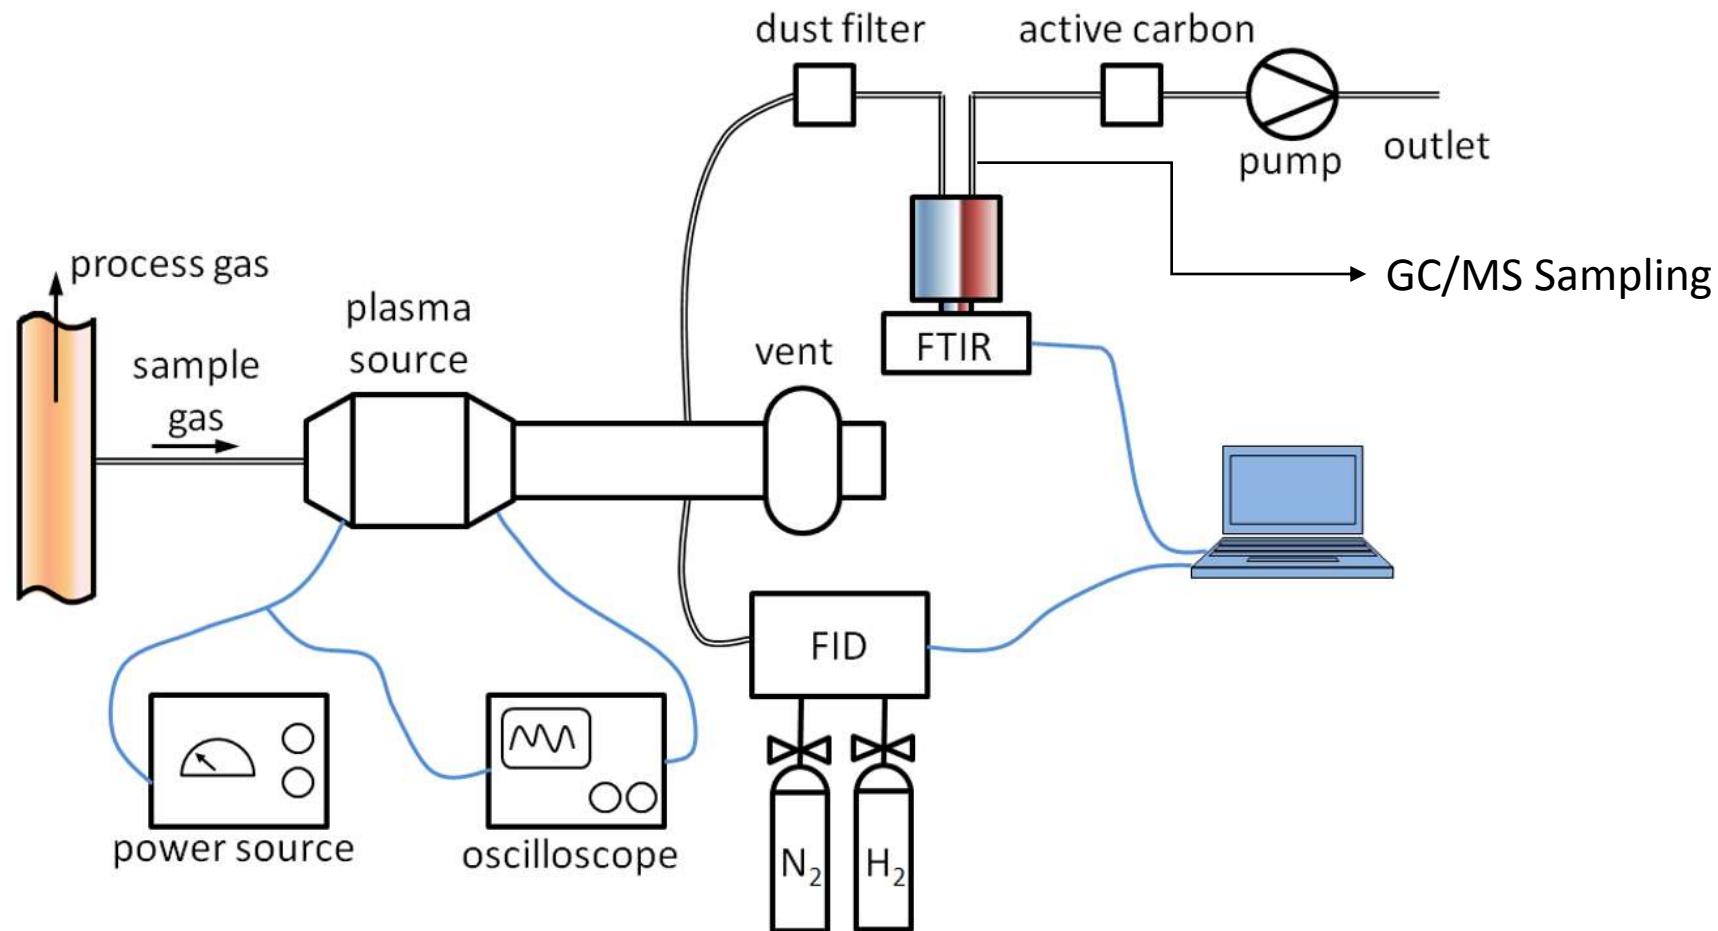 dust filter
active carbon
pump
outlet
GC/MS Sampling
process gas
sample
gas
plasma
source
vent
FTIR
FID
power source
oscilloscope
N₂
H₂